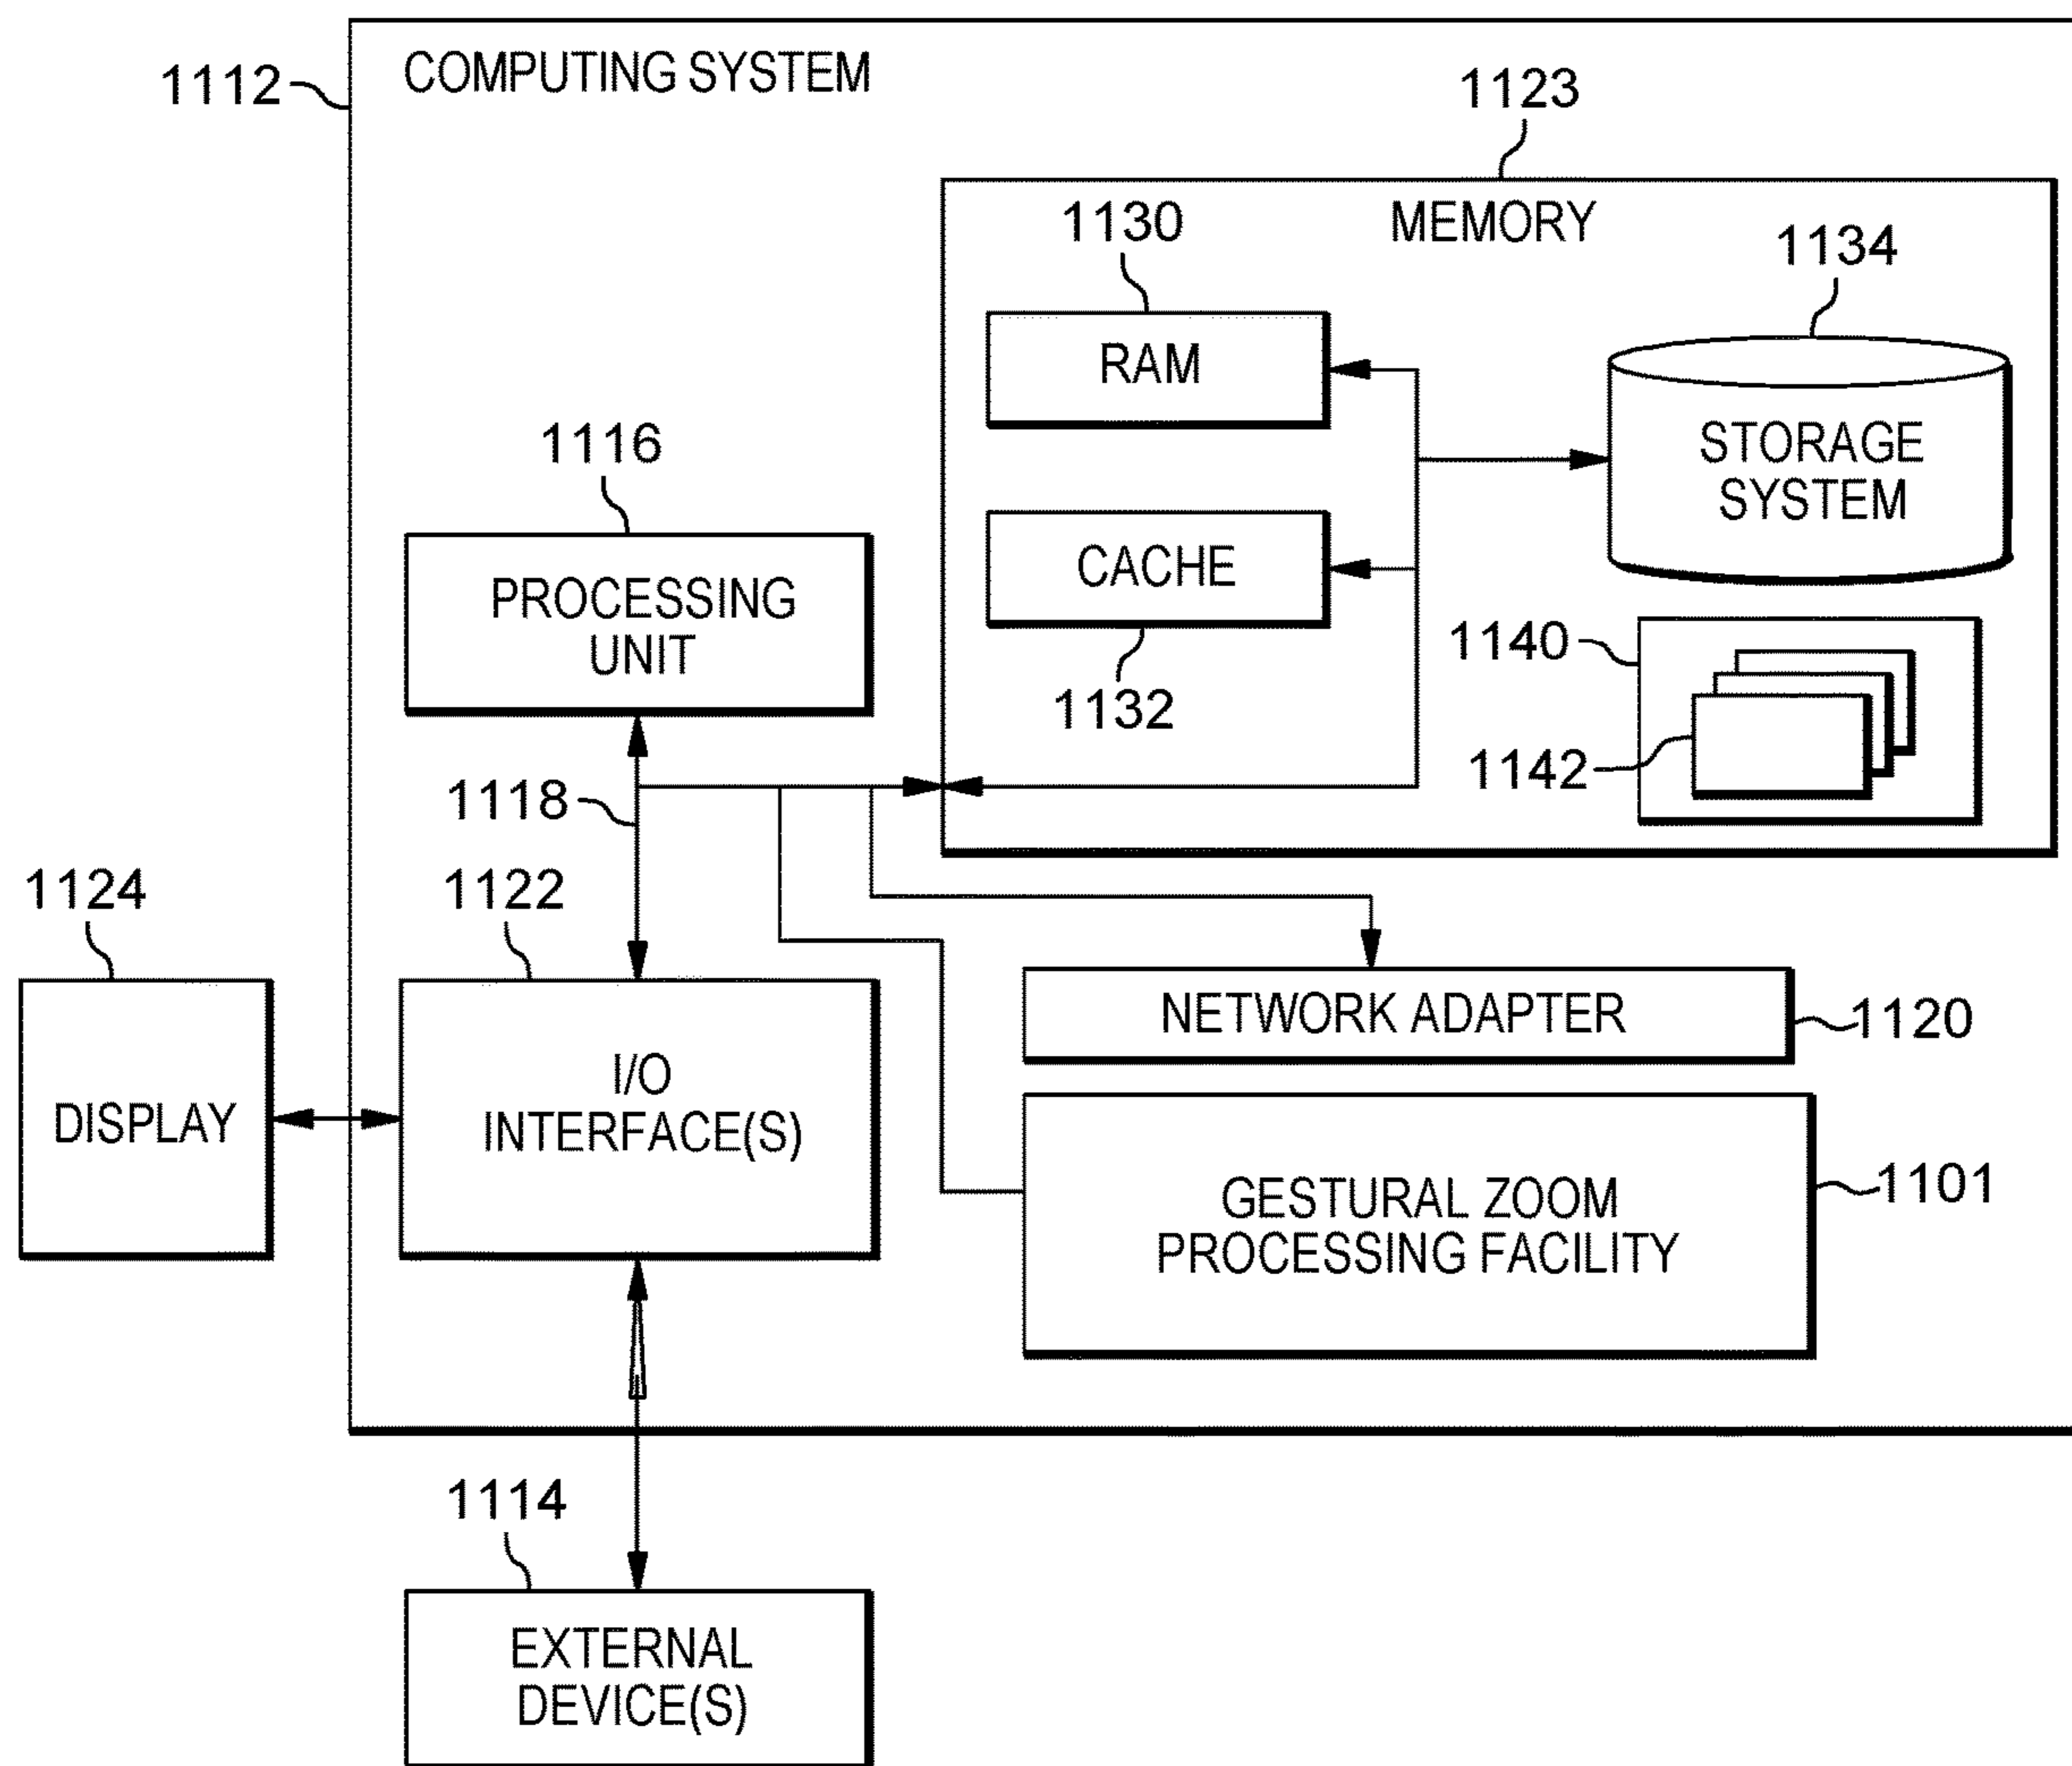 1112
COMPUTING SYSTEM
1123
MEMORY
1130
RAM
1134
STORAGE
SYSTEM
1116
PROCESSING
UNIT
CACHE
1132
1140
1142
1118
1124
1122
DISPLAY
I/O
INTERFACE(S)
NETWORK ADAPTER
1120
GESTURAL ZOOM
PROCESSING FACILITY
1101
1114
EXTERNAL
DEVICE(S)